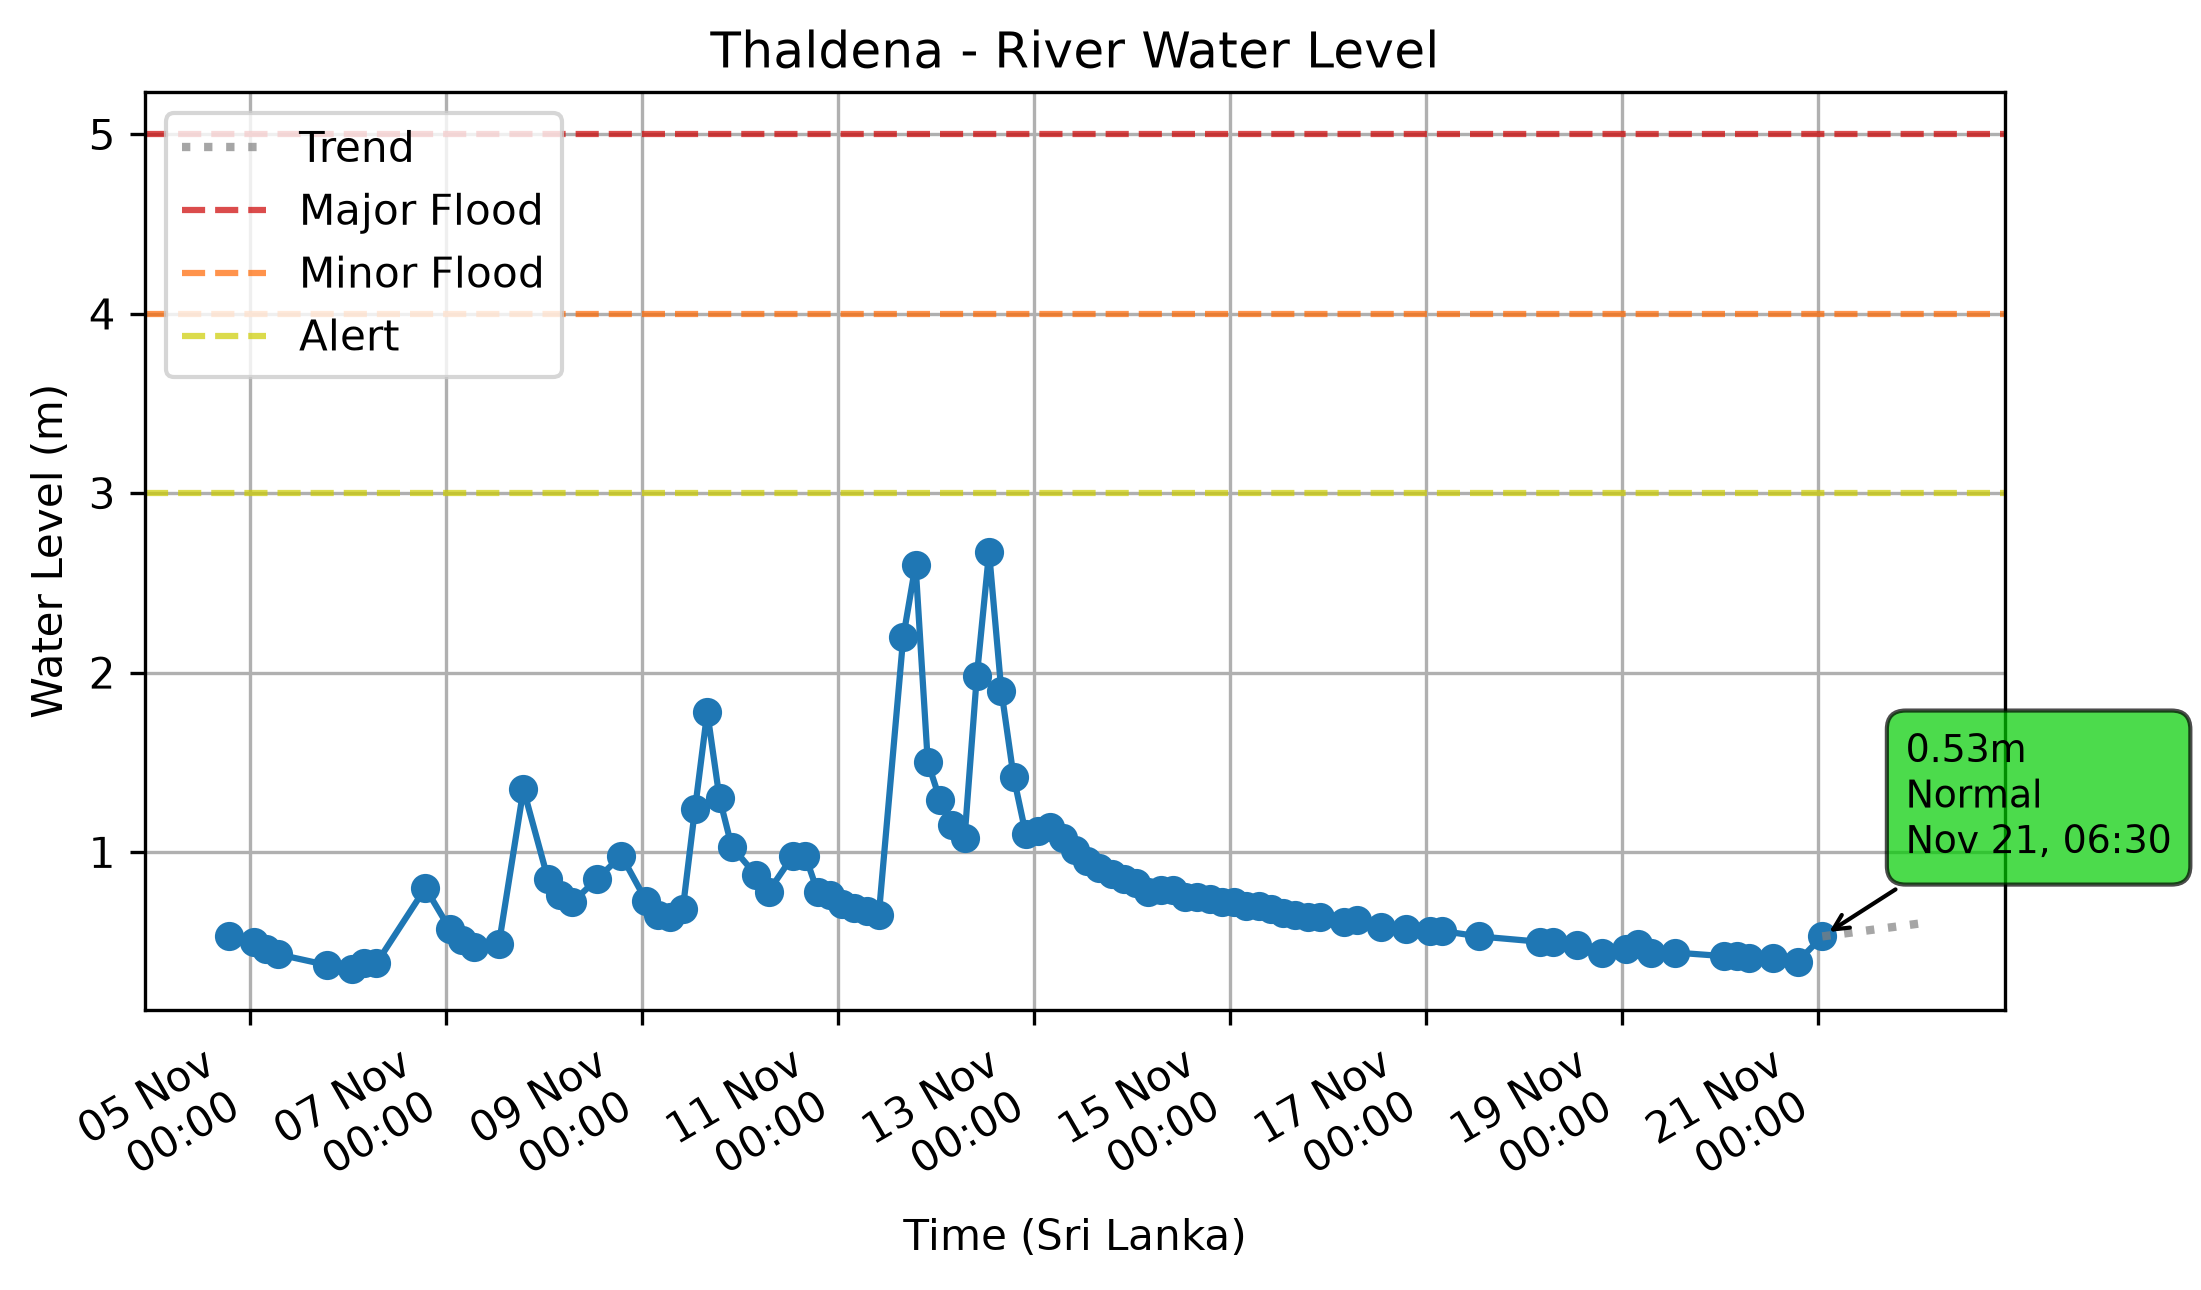 Thaldena - River Water Level
Trend
Major Flood
Minor Flood
Alert
5
4
3
2
1
Water Level (m)
0.53m
Normal
Nov 21, 06:30
05 Nov
00:00
07 Nov
00:00
09 Nov
00:00
11 Nov
00:00
13 Nov
00:00
15 Nov
00:00
17 Nov
00:00
19 Nov
00:00
21 Nov
00:00
Time (Sri Lanka)